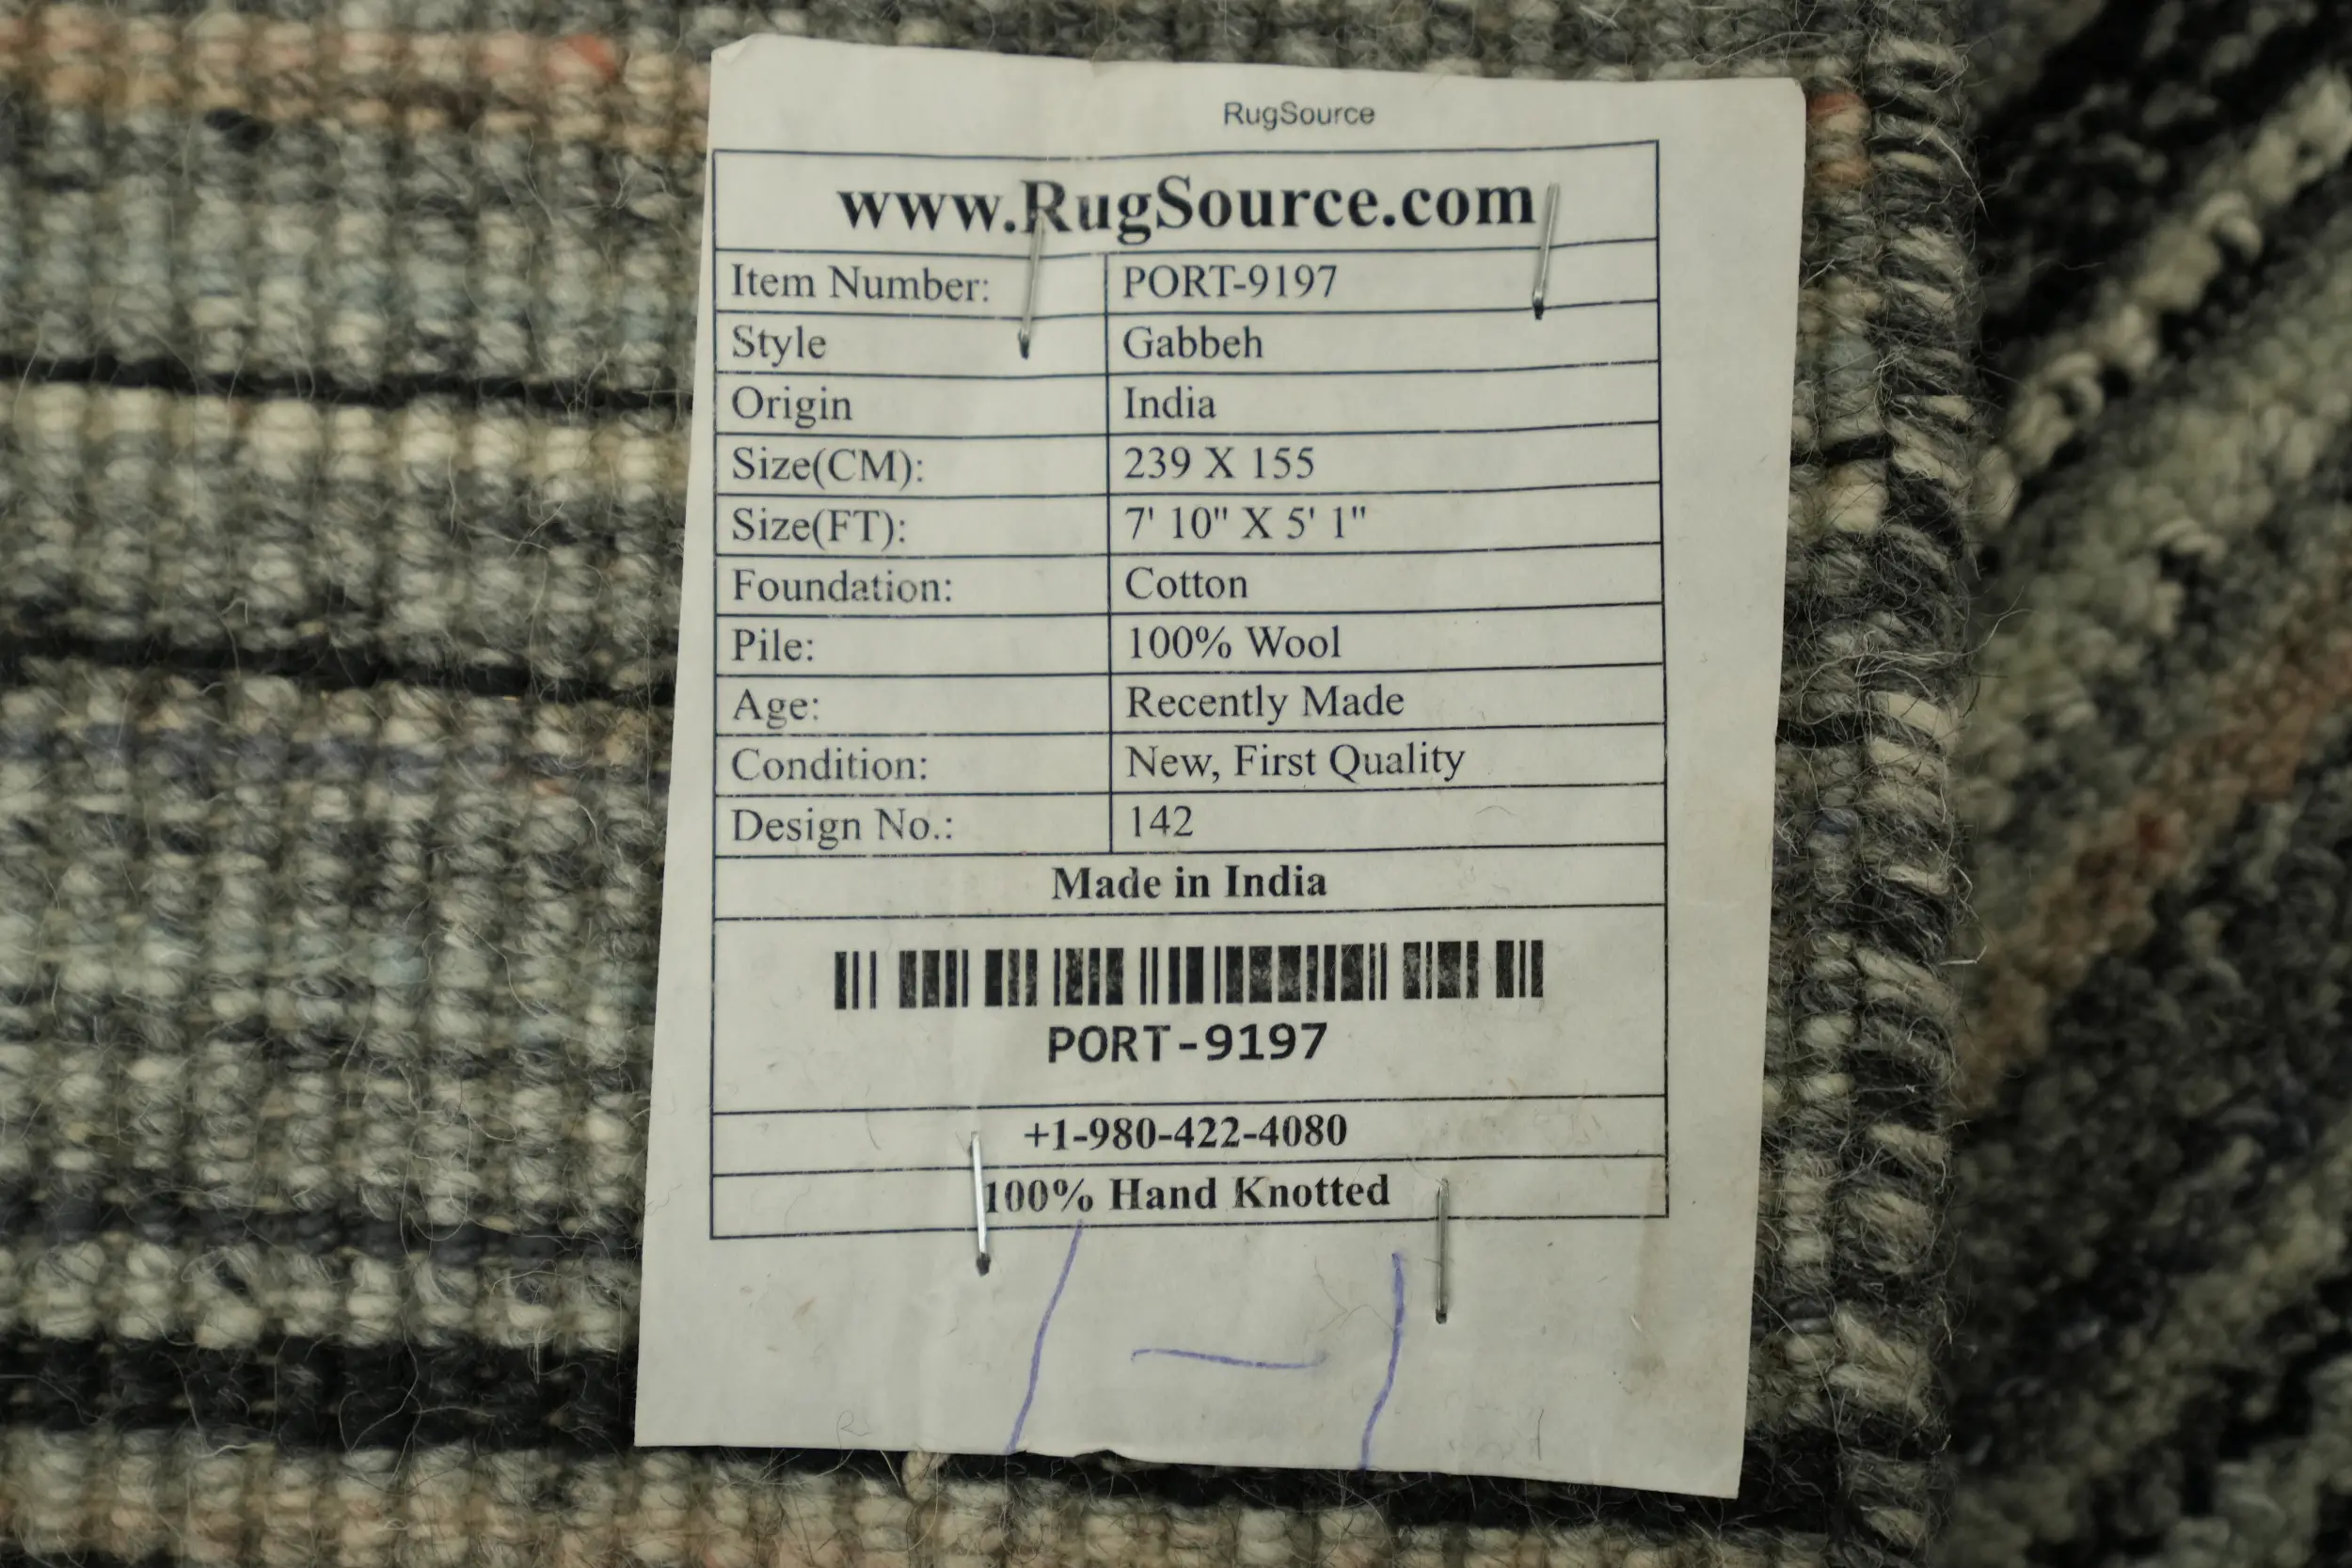 RugSource
www.RugSource.com
Item Number: PORT-9197
Style Gabbeh
Origin India
Size(CM): 239 X 155
Size(FT): 7' 10" X 5' 1"
Foundation: Cotton
Pile: 100% Wool
Age: Recently Made
Condition: New, First Quality
Design No.: 142
Made in India
PORT-9197
+1-980-422-4080
100% Hand Knotted
1-1